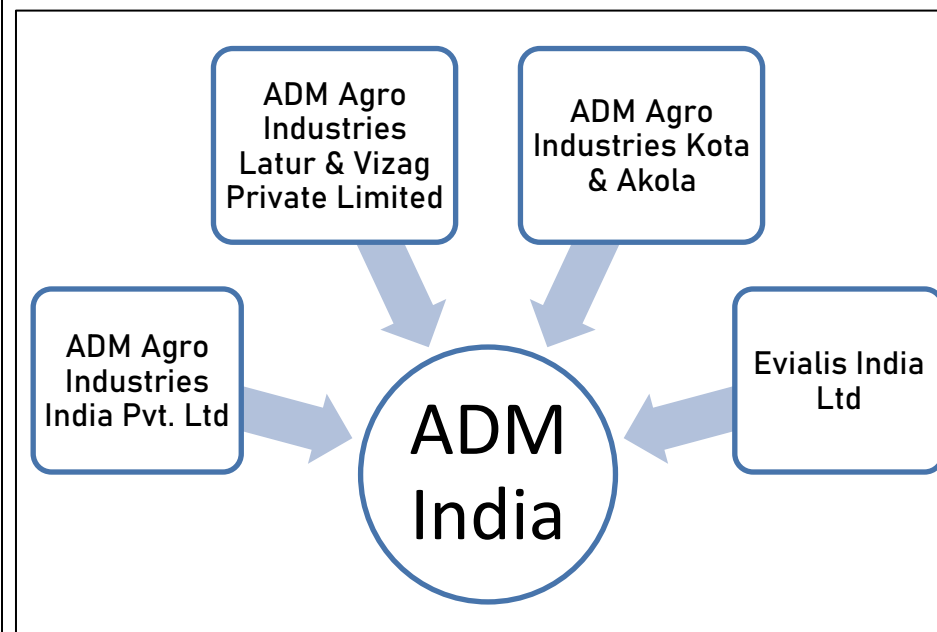 ADM Agro
Industries
Latur & Vizag
Private Limited
ADM Agro
Industries Kota
& Akola
ADM Agro
Industries
India Pvt. Ltd
Evialis India
Ltd
ADM
India